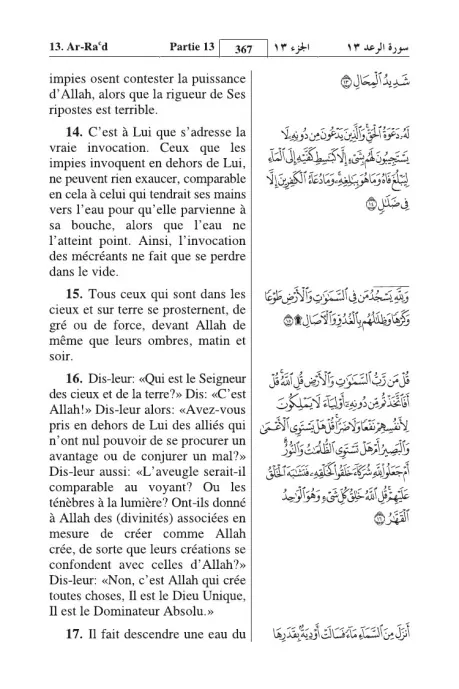 13. Ar-Raᶜd Partie 13 367 الجزء ١٣ سورة الرعد ١٣
impies osent contester la puissance
d’Allah, alors que la rigueur de Ses
ripostes est terrible.
14. C’est à Lui que s’adresse la
vraie invocation. Ceux que les
impies invoquent en dehors de Lui,
ne peuvent rien exaucer, comparable
en cela à celui qui tendrait ses mains
vers l’eau pour qu’elle parvienne à
sa bouche, alors que l’eau ne
l’atteint point. Ainsi, l’invocation
des mécréants ne fait que se perdre
dans le vide.
15. Tous ceux qui sont dans les
cieux et sur terre se prosternent, de
gré ou de force, devant Allah de
même que leurs ombres, matin et
soir.
16. Dis-leur: «Qui est le Seigneur
des cieux et de la terre?» Dis: «C’est
Allah!» Dis-leur alors: «Avez-vous
pris en dehors de Lui des alliés qui
n’ont nul pouvoir de se procurer un
avantage ou de conjurer un mal?»
Dis-leur aussi: «L’aveugle serait-il
comparable au voyant? Ou les
ténèbres à la lumière? Ont-ils donné
à Allah des (divinités) associées en
mesure de créer comme Allah
crée, de sorte que leurs créations se
confondent avec celles d’Allah?»
Dis-leur: «Non, c’est Allah qui crée
toutes choses, Il est le Dieu Unique,
Il est le Dominateur Absolu.»
17. Il fait descendre une eau du
شَدِيدُ ٱلْمِحَالِ ۝١٣
لَهُۥ دَعْوَةُ ٱلْحَقِّ وَٱلَّذِينَ يَدْعُونَ مِن دُونِهِۦ لَا
يَسْتَجِيبُونَ لَهُم بِشَىْءٍ إِلَّا كَبَٰسِطِ كَفَّيْهِ إِلَى ٱلْمَآءِ
لِيَبْلُغَ فَاهُ وَمَا هُوَ بِبَٰلِغِهِۦ وَمَا دُعَآءُ ٱلْكَٰفِرِينَ إِلَّا
فِى ضَلَٰلٍ ۝١٤
وَلِلَّهِ يَسْجُدُ مَن فِى ٱلسَّمَٰوَٰتِ وَٱلْأَرْضِ طَوْعًا
وَكَرْهًا وَظِلَٰلُهُم بِٱلْغُدُوِّ وَٱلْءَاصَالِ ۩ ۝١٥
قُلْ مَن رَّبُّ ٱلسَّمَٰوَٰتِ وَٱلْأَرْضِ قُلِ ٱللَّهُ قُلْ
أَفَٱتَّخَذْتُم مِّن دُونِهِۦٓ أَوْلِيَآءَ لَا يَمْلِكُونَ
لِأَنفُسِهِمْ نَفْعًا وَلَا ضَرًّا قُلْ هَلْ يَسْتَوِى ٱلْأَعْمَىٰ
وَٱلْبَصِيرُ أَمْ هَلْ تَسْتَوِى ٱلظُّلُمَٰتُ وَٱلنُّورُ
أَمْ جَعَلُوا۟ لِلَّهِ شُرَكَآءَ خَلَقُوا۟ كَخَلْقِهِۦ فَتَشَٰبَهَ ٱلْخَلْقُ
عَلَيْهِمْ قُلِ ٱللَّهُ خَٰلِقُ كُلِّ شَىْءٍ وَهُوَ ٱلْوَٰحِدُ
ٱلْقَهَّٰرُ ۝١٦
أَنزَلَ مِنَ ٱلسَّمَآءِ مَآءً فَسَالَتْ أَوْدِيَةٌۢ بِقَدَرِهَا